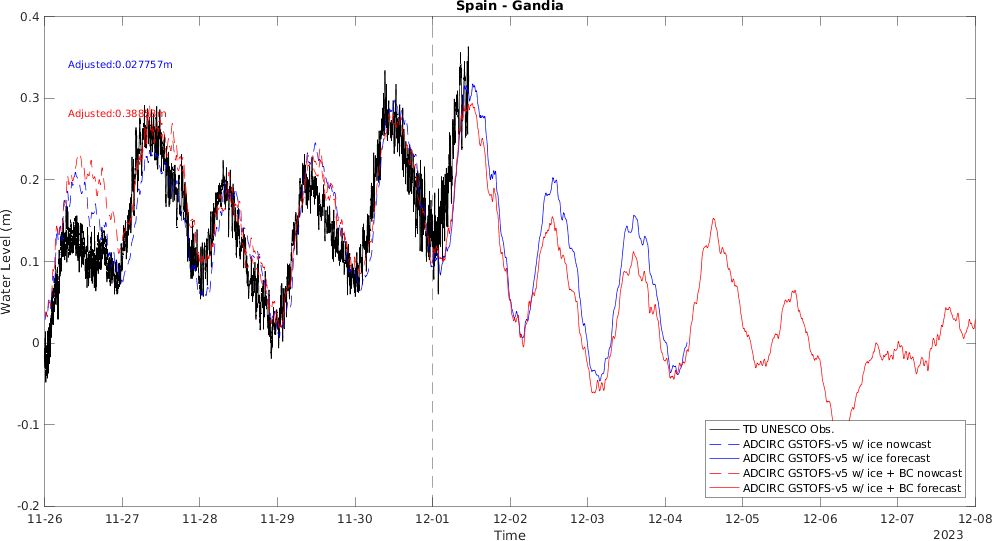 Spain - Gandia
0.4
0.3
0.2
0.1
0
-0.1
-0.2
Water Level (m)
Adjusted:0.027757m
TD UNESCO Obs.
ADCIRC GSTOFS-v5 w/ ice nowcast
ADCIRC GSTOFS-v5 w/ ice forecast
ADCIRC GSTOFS-v5 w/ ice + BC nowcast
ADCIRC GSTOFS-v5 w/ ice + BC forecast
11-26 11-27 11-28 11-29 11-30 12-01 12-02 12-03 12-04 12-05 12-06 12-07 12-08
Time
2023